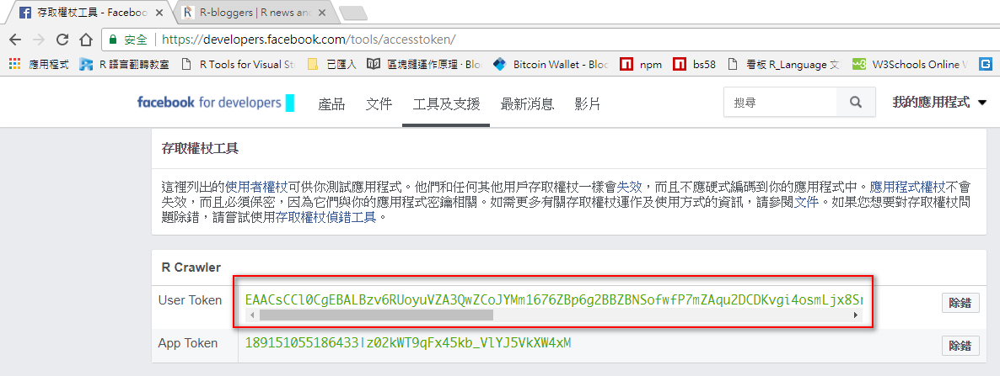 存取權杖工具 - Faceboo
R-bloggers | R news an
安全 https://developers.facebook.com/tools/accesstoken/
應用程式 R 語言翻轉教室 R Tools for Visual St 已匯入 區塊鏈運作原理 · Blo Bitcoin Wallet - Bloc npm bs58 看板 R_Language 文 W3Schools Online
facebook for developers 產品 文件 工具及支援 最新消息 影片 搜尋 我的應用程式
存取權杖工具
這裡列出的使用者權杖可供你測試應用程式。他們和任何其他用戶存取權杖一樣會失效，而且不應硬式編碼到你的應用程式中。應用程式權杖不會
失效，而且必須保密，因為它們與你的應用程式密鑰相關。如需更多有關存取權杖運作及使用方式的資訊，請參閱文件。如果您想要對存取權杖問
題除錯，請嘗試使用存取權杖偵錯工具。
R Crawler
User Token EAACsCCl0CgEBALBzv6RUoyuVZA3QwZCoJYMm1676ZBp6g2BBZBNSofwfP7mZAqu2DCDKvgi4osmLjx8S 除錯
App Token 189151055186433|z02kWT9qFx45kb_VlYJ5VkXW4xM 除錯